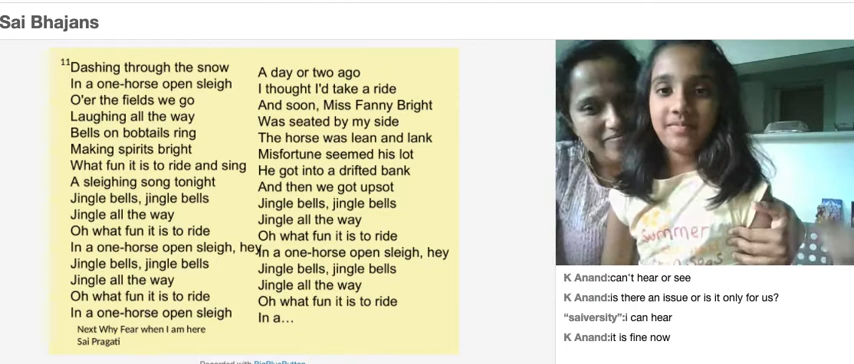 Sai Bhajans
11Dashing through the snow
In a one-horse open sleigh
O'er the fields we go
Laughing all the way
Bells on bobtails ring
Making spirits bright
What fun it is to ride and sing
A sleighing song tonight
Jingle bells, jingle bells
Jingle all the way
Oh what fun it is to ride
In a one-horse open sleigh, hey
Jingle bells, jingle bells
Jingle all the way
Oh what fun it is to ride
In a one-horse open sleigh
Next Why Fear when I am here
Sai Pragati
A day or two ago
I thought I'd take a ride
And soon, Miss Fanny Bright
Was seated by my side
The horse was lean and lank
Misfortune seemed his lot
He got into a drifted bank
And then we got upsot
Jingle bells, jingle bells
Jingle all the way
Oh what fun it is to ride
In a one-horse open sleigh, hey
Jingle bells, jingle bells
Jingle all the way
Oh what fun it is to ride
In a…
Recorded with BigBlueButton
summer
K Anand:can't hear or see
K Anand:is there an issue or is it only for us?
“saiversity”:i can hear
K Anand:it is fine now